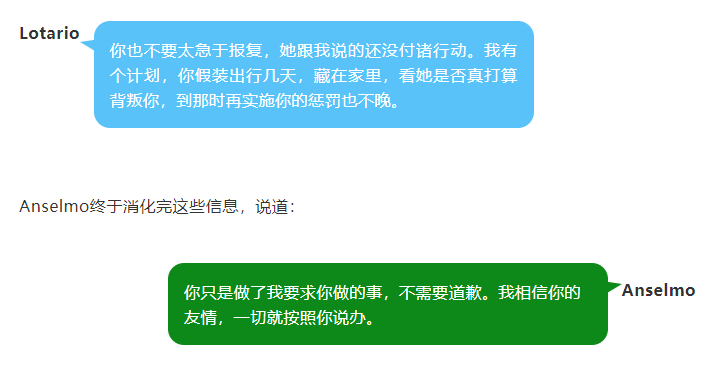 Lotario
你也不要太急于报复，她跟我说的还没付诸行动。我有
个计划，你假装出行几天，藏在家里，看她是否真打算
背叛你，到那时再实施你的惩罚也不晚。
Anselmo终于消化完这些信息，说道：
你只是做了我要求你做的事，不需要道歉。我相信你的
友情，一切就按照你说办。
Anselmo